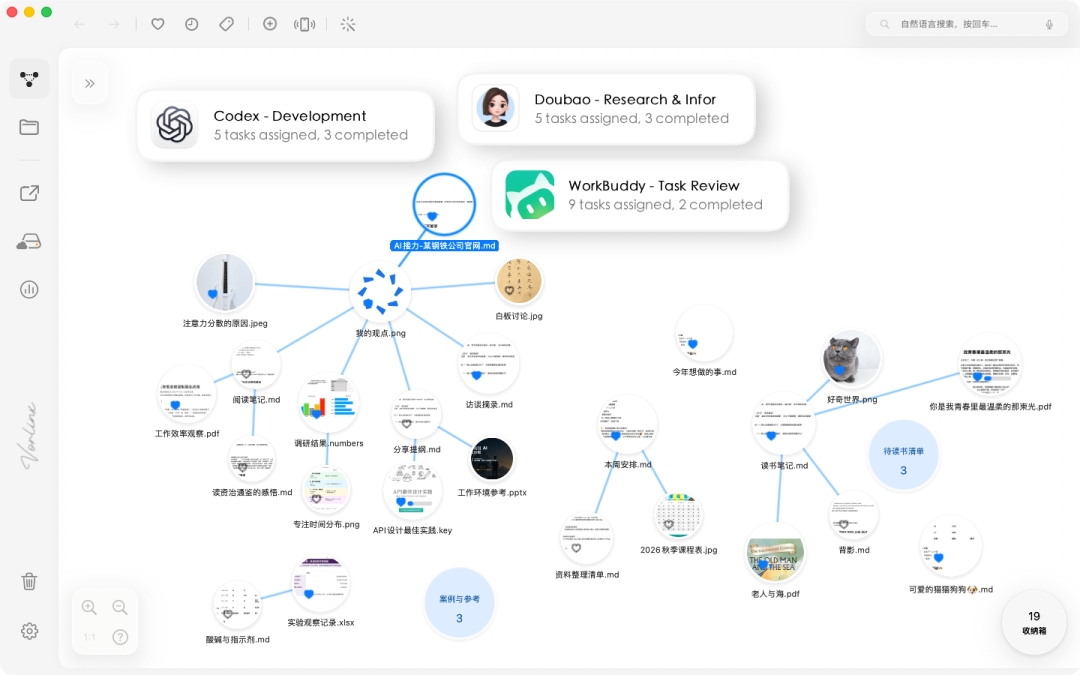 自然语言搜索，按回车...
Codex - Development
5 tasks assigned, 3 completed
Doubao - Research & Infor
5 tasks assigned, 3 completed
WorkBuddy - Task Review
9 tasks assigned, 2 completed
AI接力-某钢铁公司官网.md
注意力分散的原因.jpeg
我的观点.png
白板讨论.jpg
今年想做的事.md
好奇世界.png
你是我青春里最温柔的那束光.pdf
阅读笔记.md
访谈摘录.md
工作效率观察.pdf
调研结果.numbers
分享提纲.md
本周安排.md
读书笔记.md
待读书清单
3
读资治通鉴的感悟.md
工作环境参考.pptx
专注时间分布.png
API设计最佳实践.key
2026 秋季课程表.jpg
背影.md
资料整理清单.md
THE OLD MAN
AND THE SEA
老人与海.pdf
可爱的猫猫狗狗🐶.md
实验观察记录.xlsx
酸碱与指示剂.md
案例与参考
3
1:1
19
收纳箱